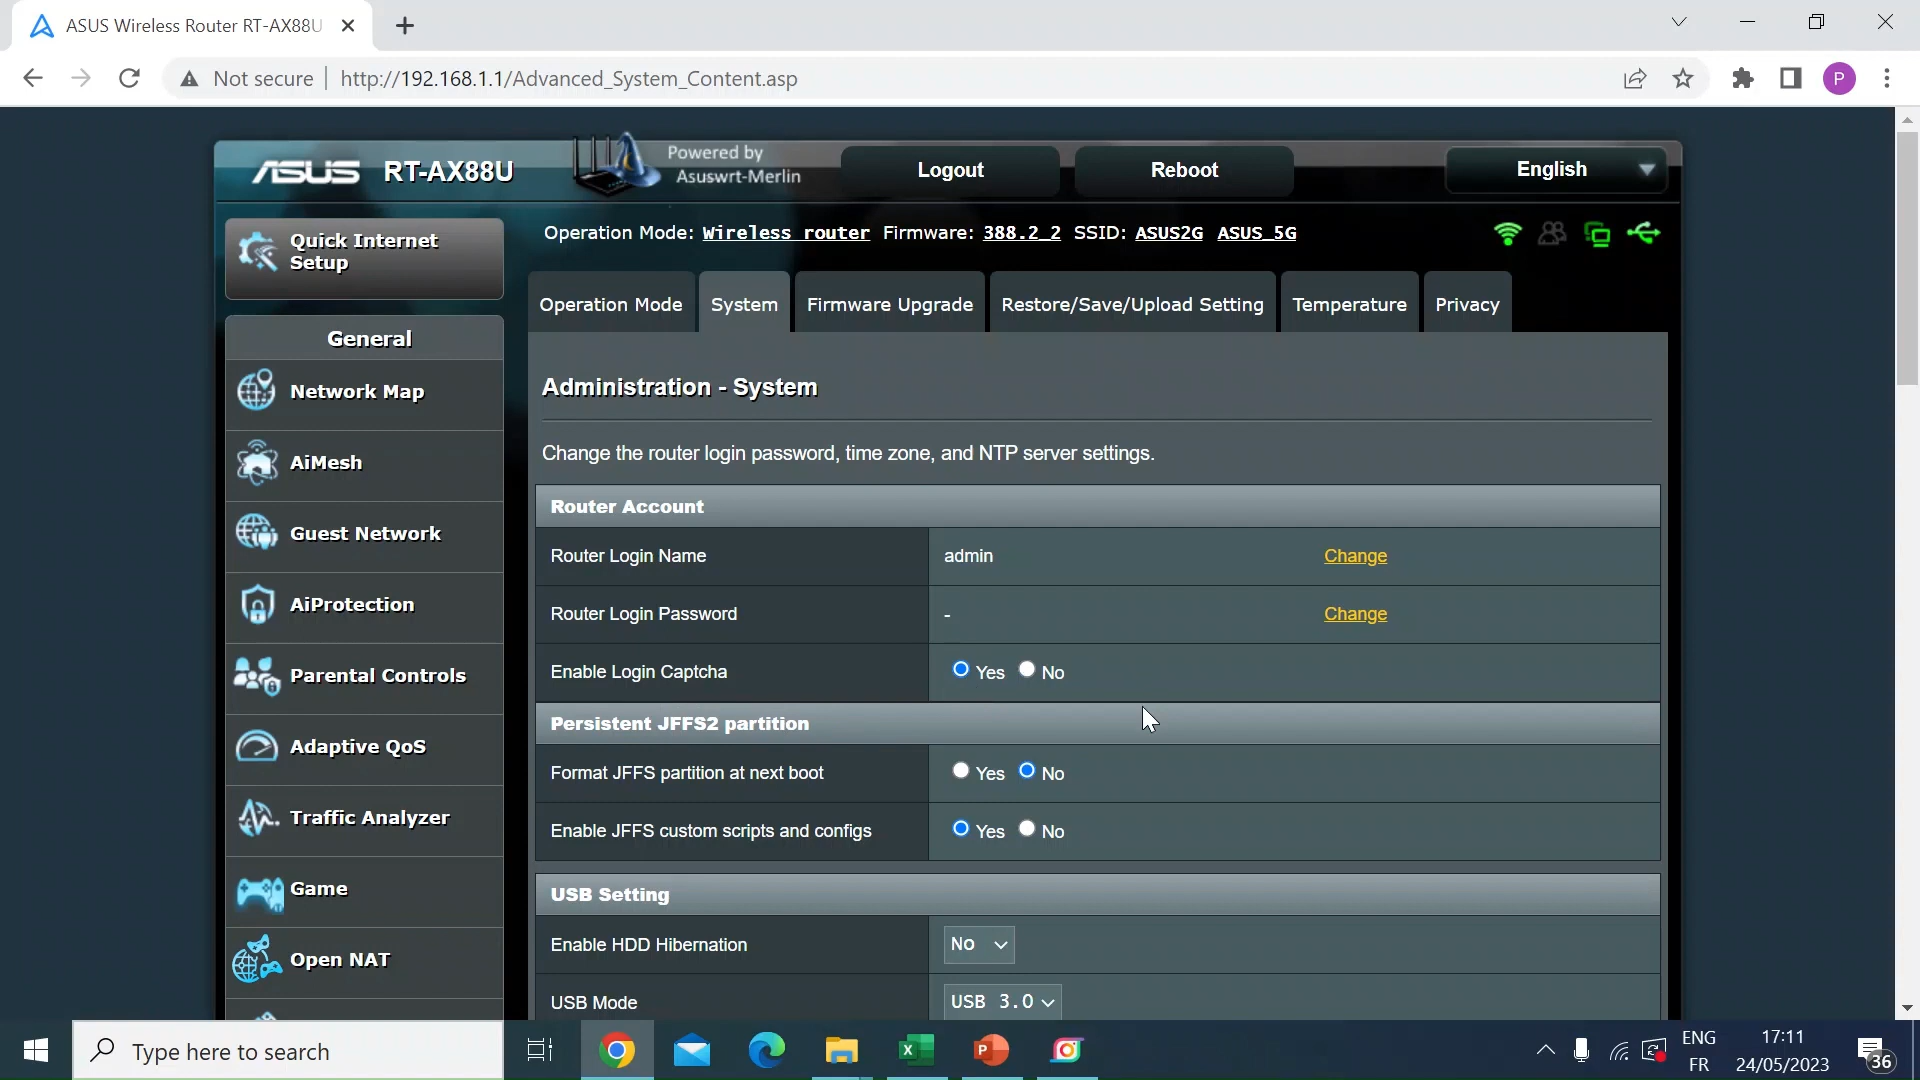 ASUS Wireless Router RT-AX88U
Not secure
http://192.168.1.1/Advanced_System_Content.asp
P
ASUS RT-AX88U
Powered by
Asuswrt-Merlin
Logout
Reboot
English
Quick Internet
Setup
Operation Mode: Wireless router Firmware: 388.2_2 SSID: ASUS2G ASUS_5G
Operation Mode
System
Firmware Upgrade
Restore/Save/Upload Setting
Temperature
Privacy
General
Network Map
AiMesh
Guest Network
AiProtection
Parental Controls
Adaptive QoS
Traffic Analyzer
Game
Open NAT
Administration - System
Change the router login password, time zone, and NTP server settings.
Router Account
Router Login Name admin Change
Router Login Password - Change
Enable Login Captcha Yes No
Persistent JFFS2 partition
Format JFFS partition at next boot Yes No
Enable JFFS custom scripts and configs Yes No
USB Setting
Enable HDD Hibernation No
USB Mode USB 3.0
Type here to search
ENG
FR
17:11
24/05/2023
36